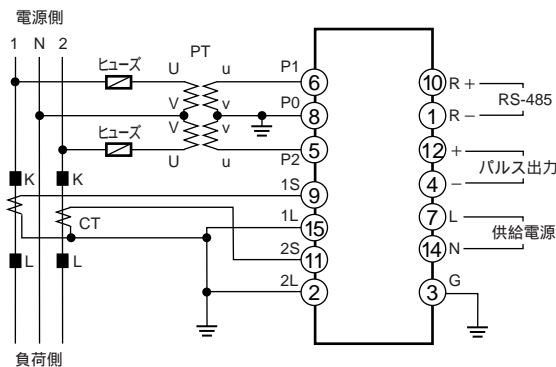 電源側
1 N 2
ヒューズ
U
PT
u
P1
6
V
v
P0
8
V
v
ヒューズ
U
u
P2
5
K
K
1S
9
1L
15
CT
2S
11
L
L
2L
2
負荷側
10 R +
RS-485
1 R −
12 +
パルス出力
4 −
7 L
供給電源
14 N
3 G